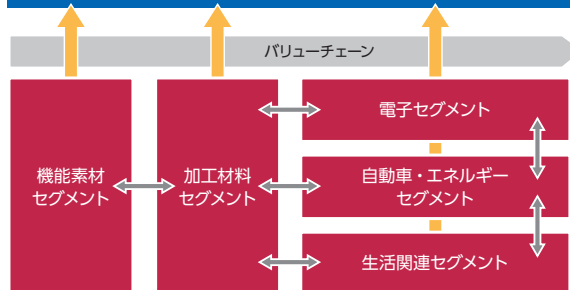 バリューチェーン
機能素材
セグメント
加工材料
セグメント
電子セグメント
自動車・エネルギー
セグメント
生活関連セグメント